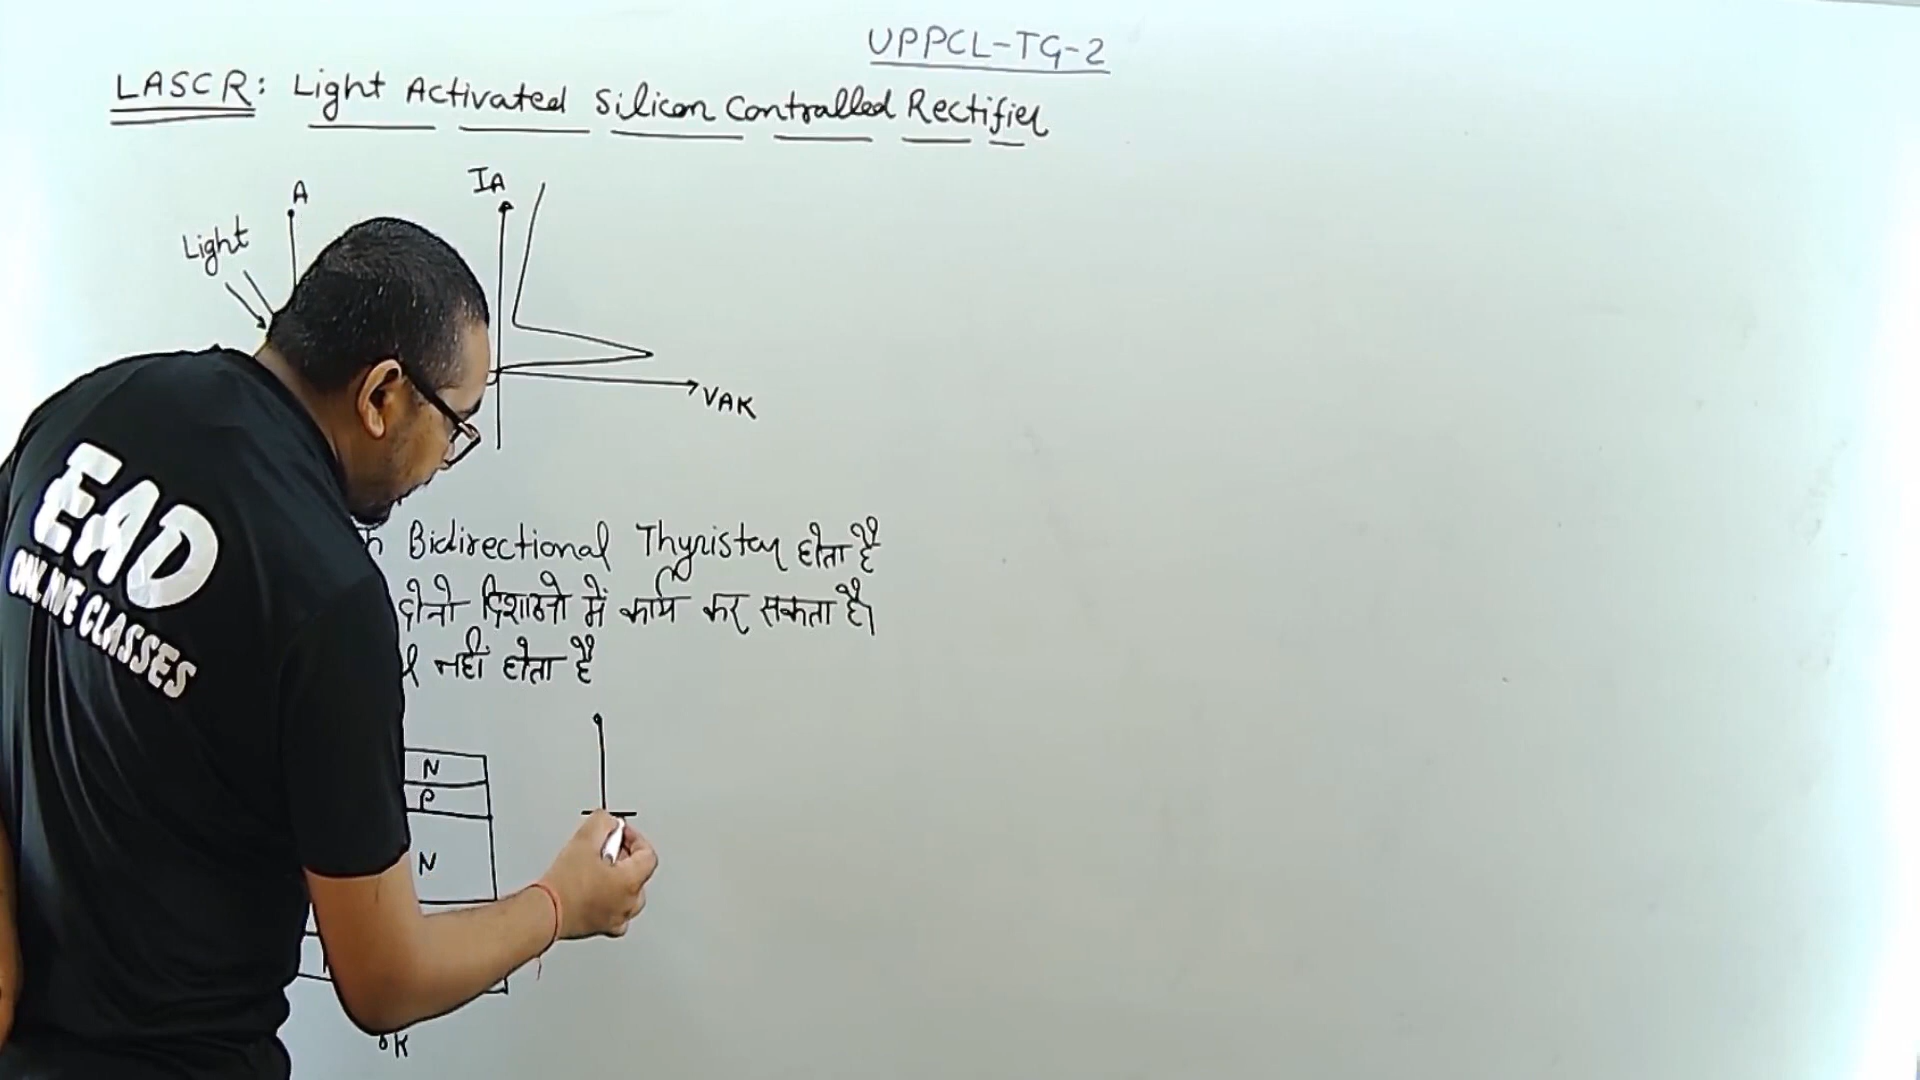 UPPCL-TG-2
LASCR: Light Activated Silicon Controlled Rectifier
A
IA
Light
VAK
EAD
ONLINE CLASSES
Bidirectional Thyristor होता है
दोनो दिशाओ में कार्य कर सकता है।
नहीं होता है
N
P
N
K